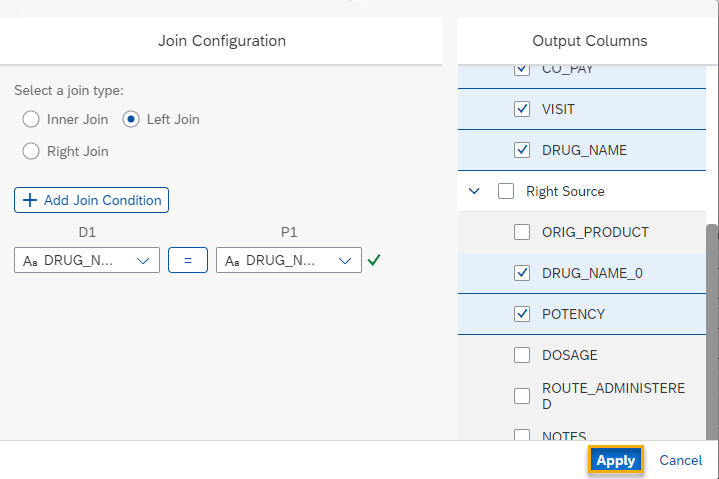 Join Configuration
Select a join type:
Inner Join
Left Join
Right Join
Add Join Condition
D1
P1
Aa DRUG_N...
=
Aa DRUG_N...
Output Columns
CO_PAY
VISIT
DRUG_NAME
Right Source
ORIG_PRODUCT
DRUG_NAME_0
POTENCY
DOSAGE
ROUTE_ADMINISTERE
D
NOTES
Apply
Cancel